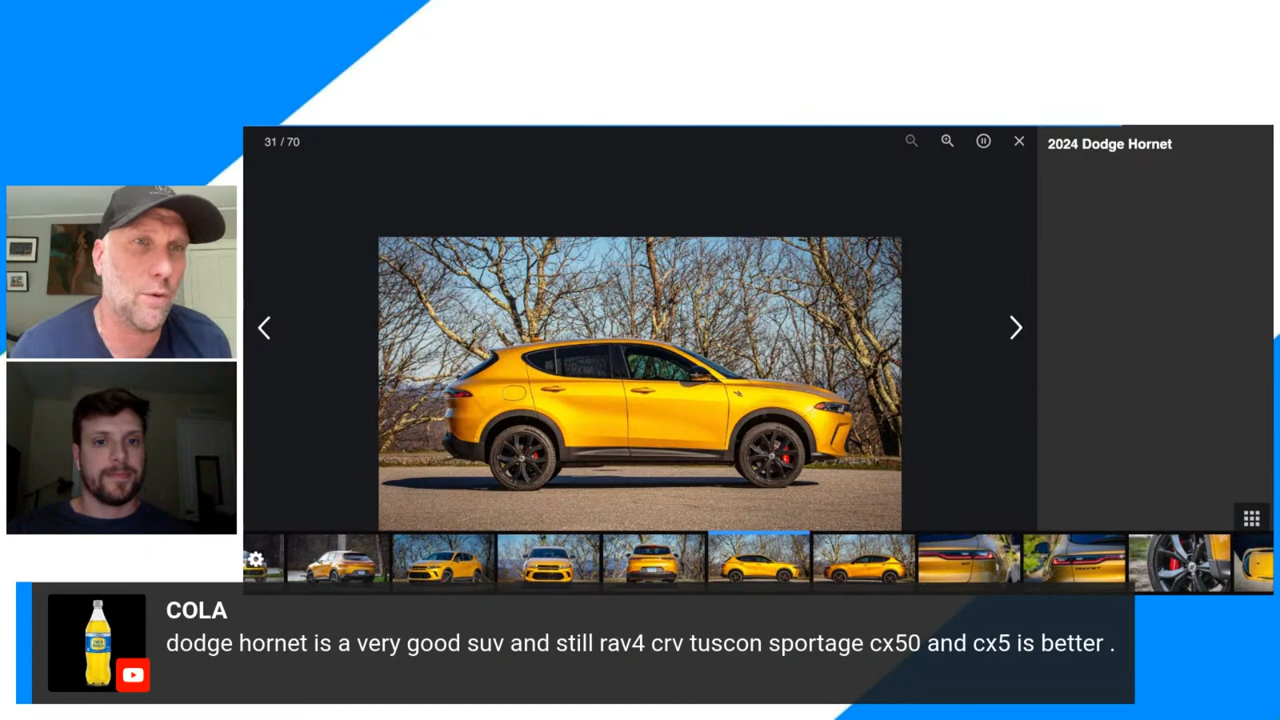 31 / 70
2024 Dodge Hornet
COLA
dodge hornet is a very good suv and still rav4 crv tuscon sportage cx50 and cx5 is better .